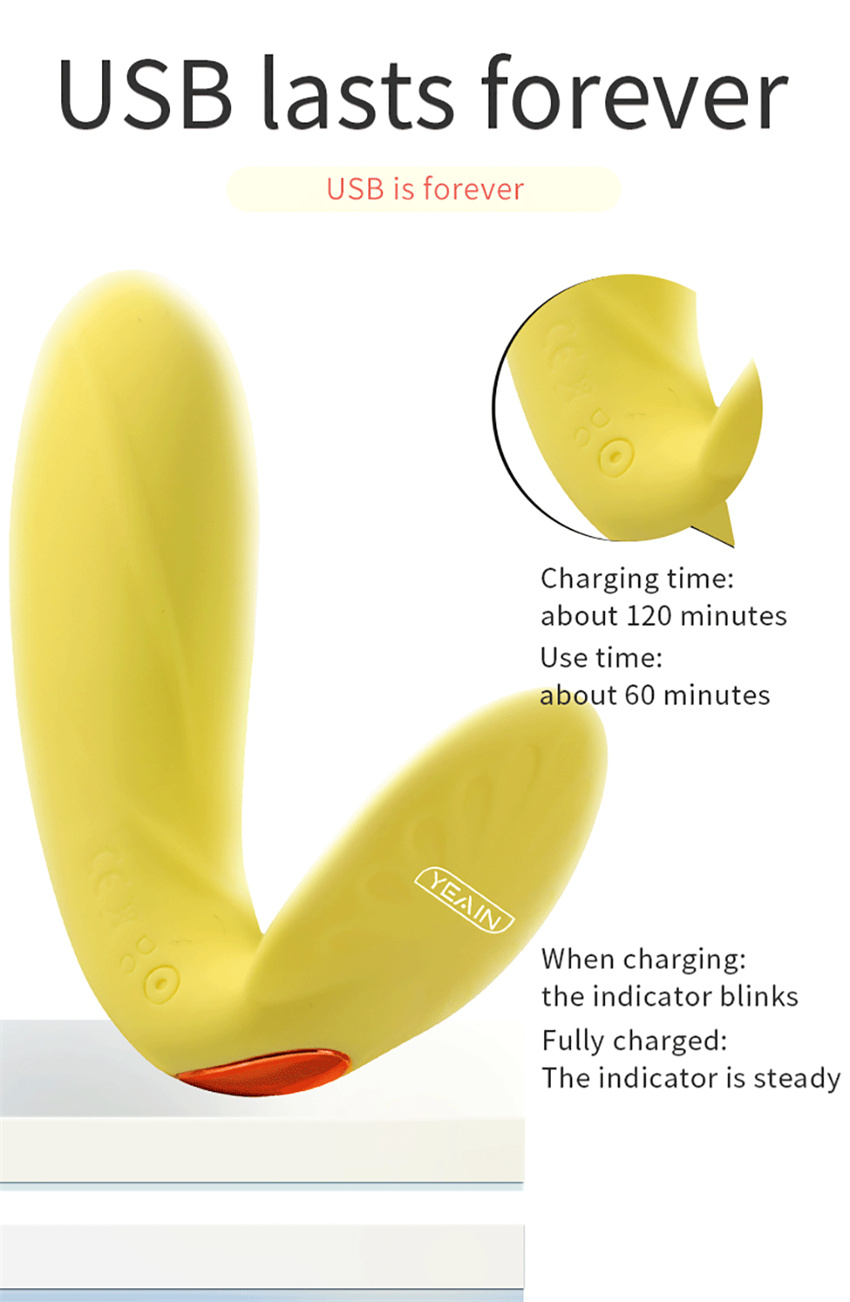 USB lasts forever
USB is forever
Charging time:
about 120 minutes
Use time:
about 60 minutes
YEAIN
When charging:
the indicator blinks
Fully charged:
The indicator is steady